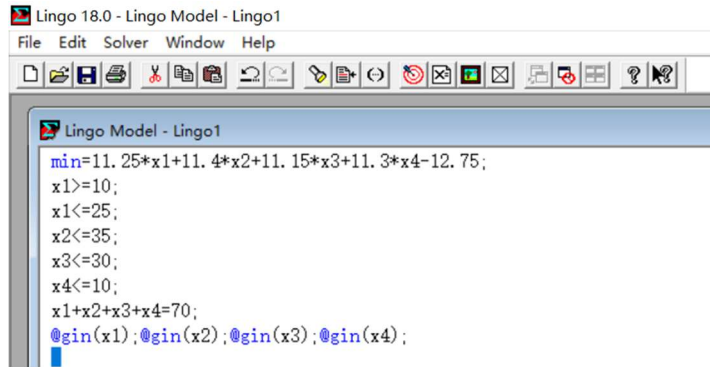 Lingo 18.0 - Lingo Model - Lingo1
File Edit Solver Window Help
Lingo Model - Lingo1
min=11.25*x1+11.4*x2+11.15*x3+11.3*x4-12.75;
x1>=10;
x1<=25;
x2<=35;
x3<=30;
x4<=10;
x1+x2+x3+x4=70;
@gin(x1);@gin(x2);@gin(x3);@gin(x4);